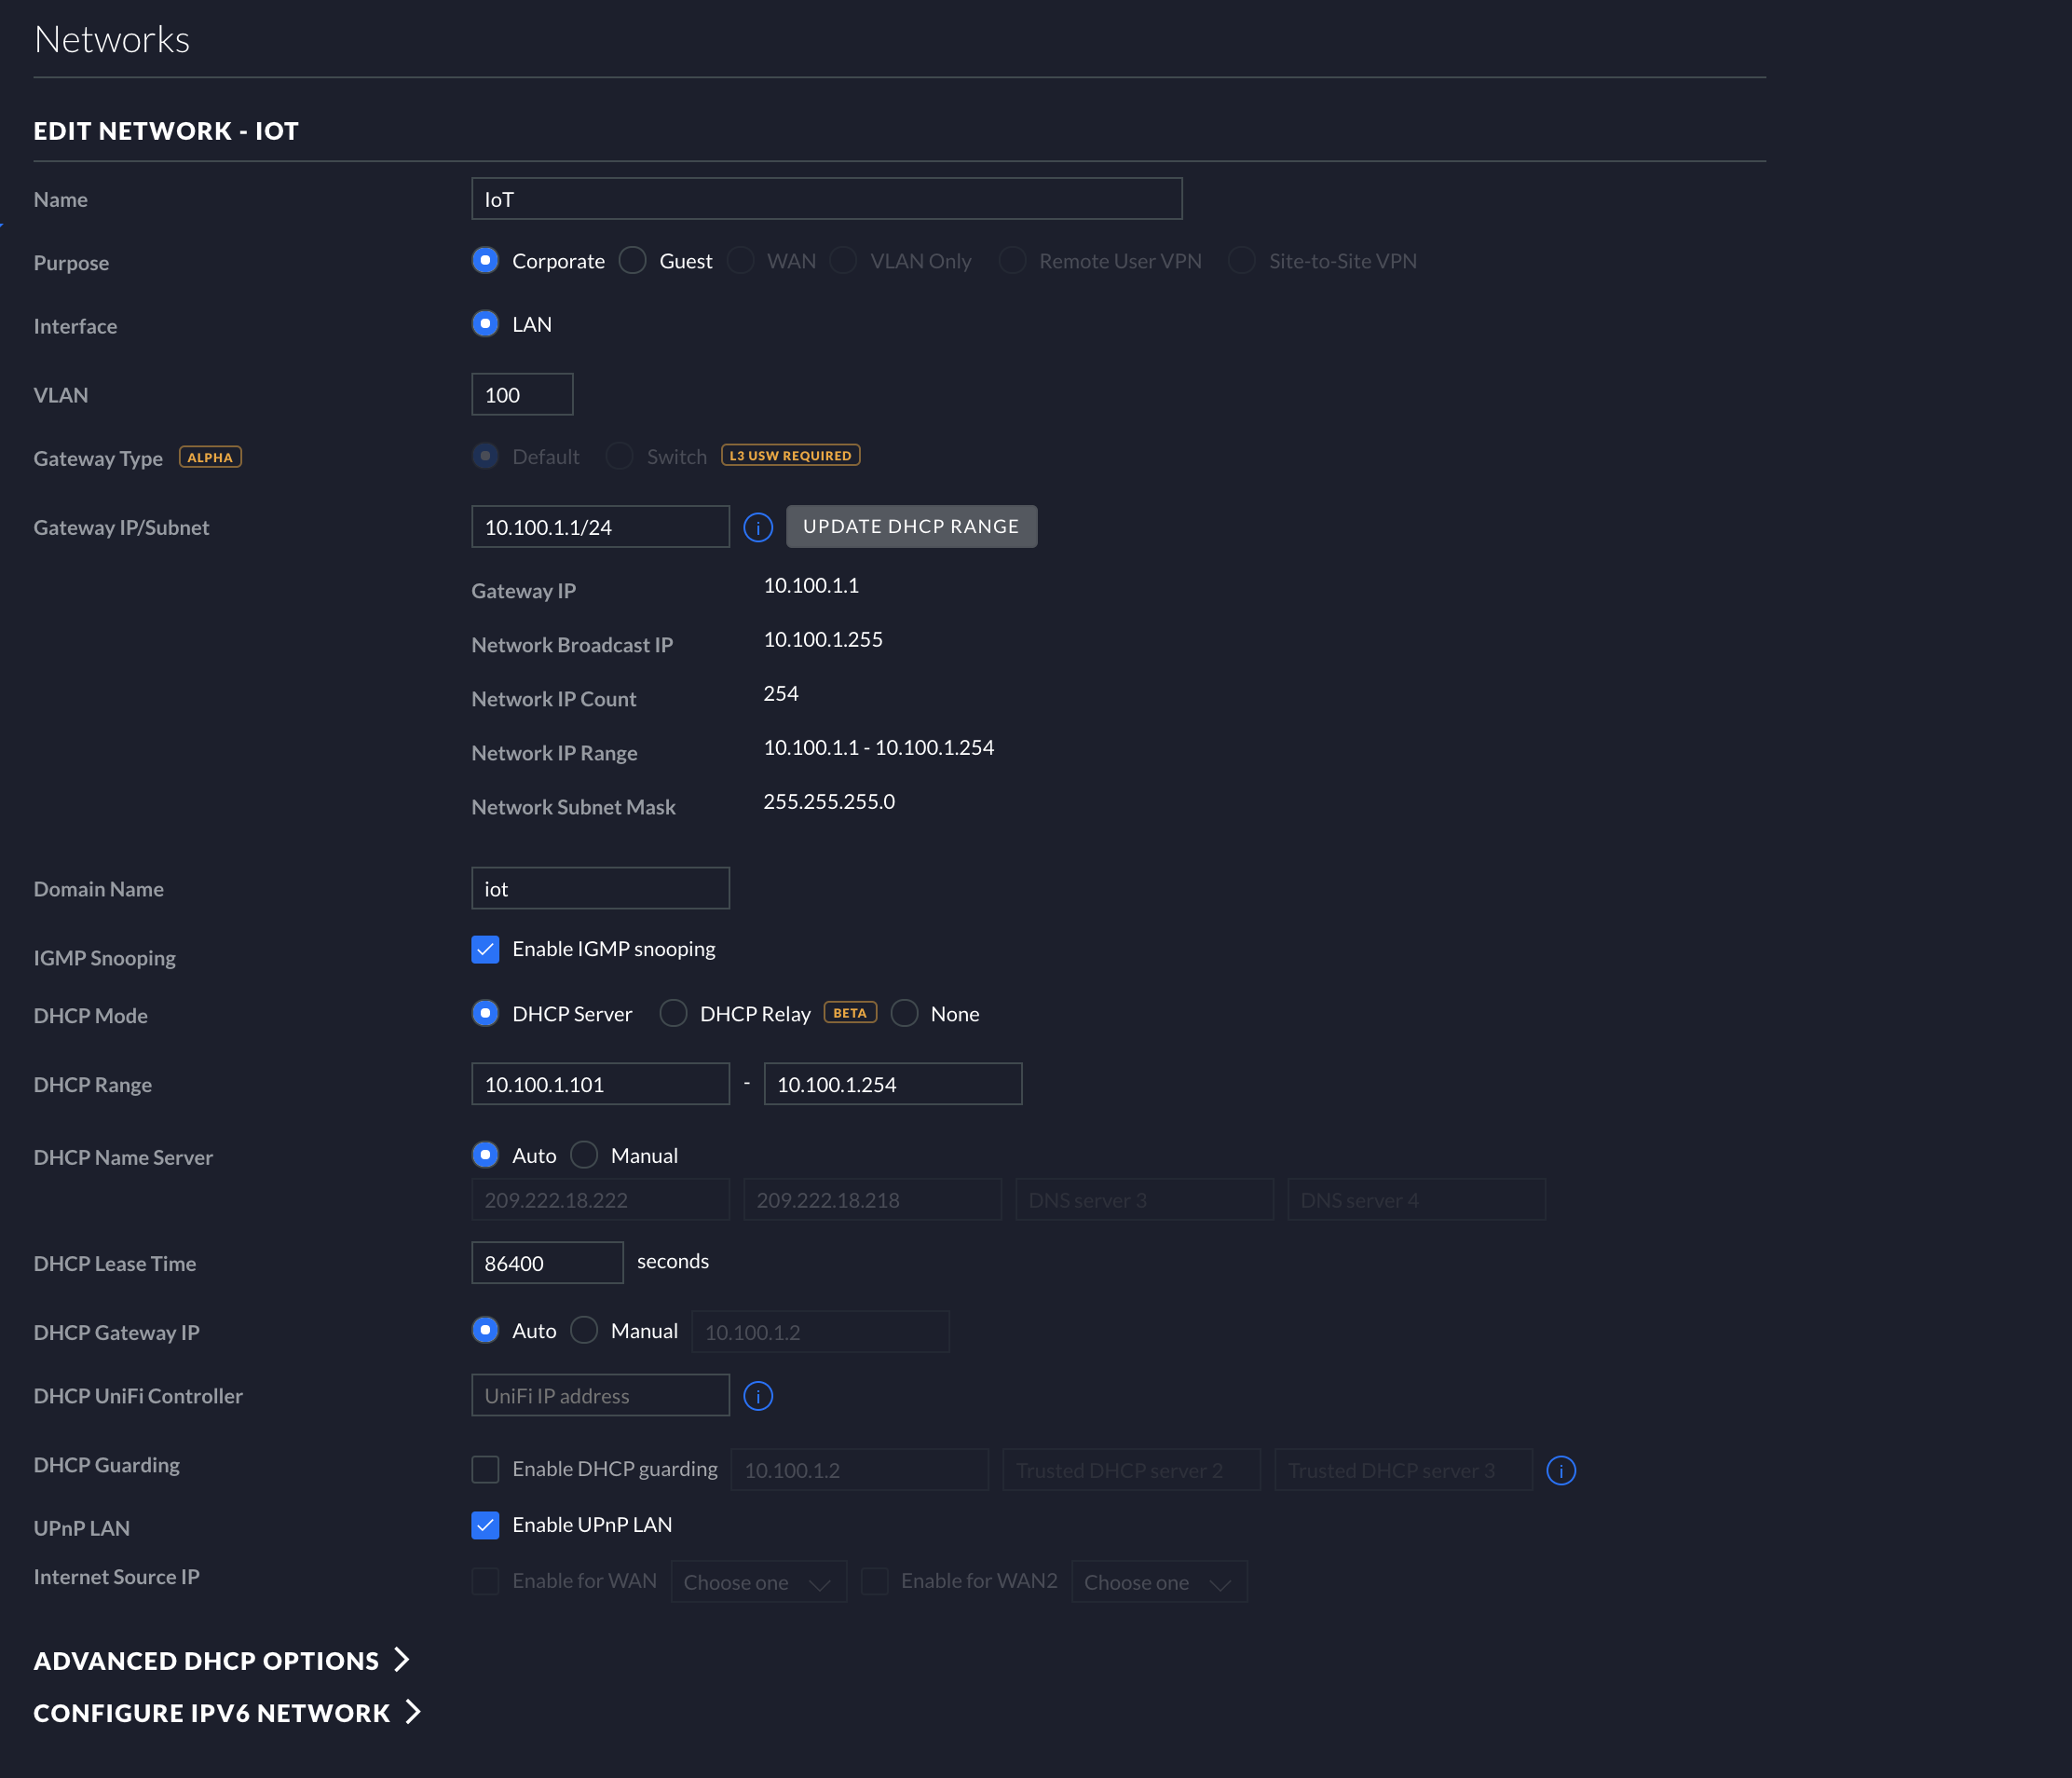 Networks
EDIT NETWORK - IOT
Name IoT
Purpose Corporate Guest WAN VLAN Only Remote User VPN Site-to-Site VPN
Interface LAN
VLAN 100
Gateway Type ALPHA Default Switch L3 USW REQUIRED
Gateway IP/Subnet 10.100.1.1/24 i UPDATE DHCP RANGE
Gateway IP 10.100.1.1
Network Broadcast IP 10.100.1.255
Network IP Count 254
Network IP Range 10.100.1.1 - 10.100.1.254
Network Subnet Mask 255.255.255.0
Domain Name iot
IGMP Snooping Enable IGMP snooping
DHCP Mode DHCP Server DHCP Relay BETA None
DHCP Range 10.100.1.101 - 10.100.1.254
DHCP Name Server Auto Manual
209.222.18.222 209.222.18.218 DNS server 3 DNS server 4
DHCP Lease Time 86400 seconds
DHCP Gateway IP Auto Manual 10.100.1.2
DHCP UniFi Controller UniFi IP address i
DHCP Guarding Enable DHCP guarding 10.100.1.2 Trusted DHCP server 2 Trusted DHCP server 3 i
UPnP LAN Enable UPnP LAN
Internet Source IP Enable for WAN Choose one Enable for WAN2 Choose one
ADVANCED DHCP OPTIONS
CONFIGURE IPV6 NETWORK